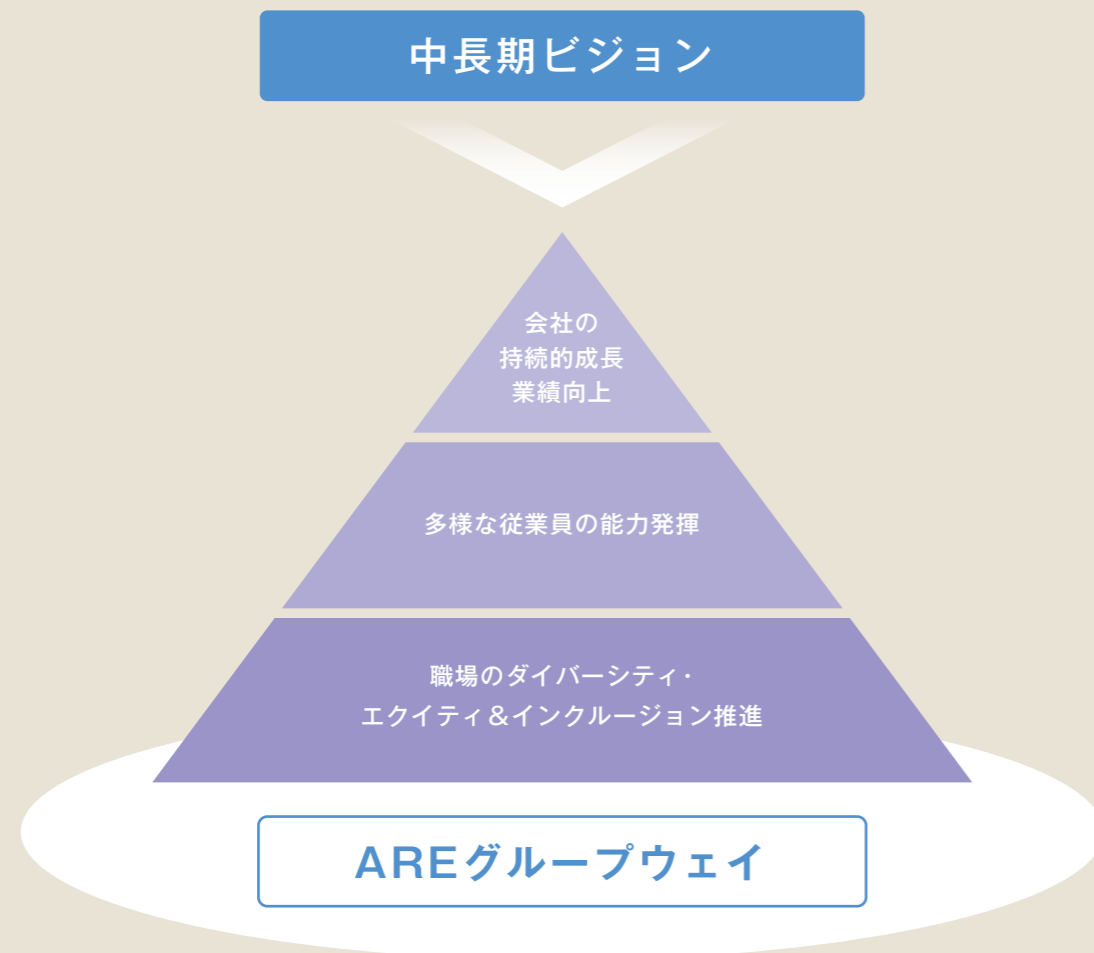 中長期ビジョン
会社の
持続的成長
業績向上
多様な従業員の能力発揮
職場のダイバーシティ・
エクイティ&インクルージョン推進
AREグループウェイ